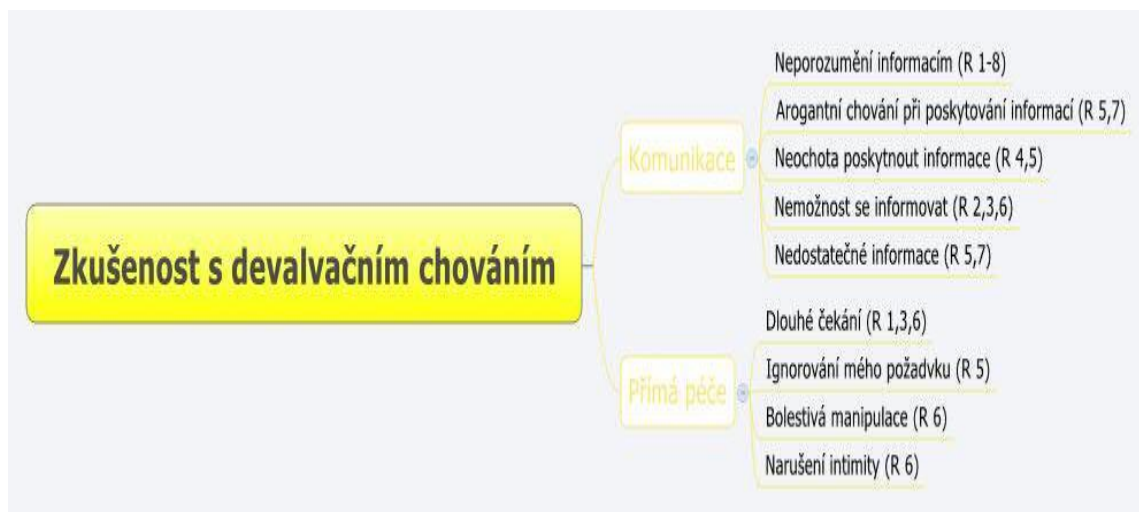 Zkušenost s devalvačním chováním
Komunikace
Neporozumění informacím (R 1-8)
Arogantní chování při poskytování informací (R 5,7)
Neochota poskytnout informace (R 4,5)
Nemožnost se informovat (R 2,3,6)
Nedostatečné informace (R 5,7)
Přímá péče
Dlouhé čekání (R 1,3,6)
Ignorování mého požadvku (R 5)
Bolestivá manipulace (R 6)
Narušení intimity (R 6)